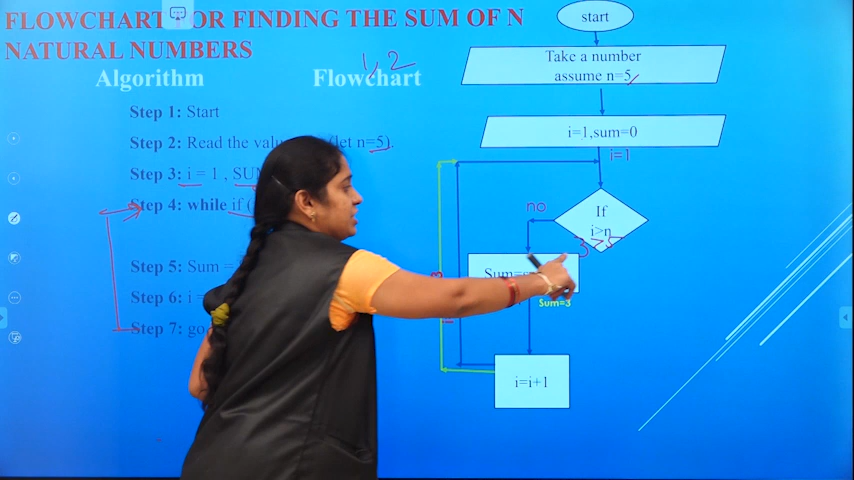 FLOWCHART FOR FINDING THE SUM OF N
NATURAL NUMBERS
1, 2
Algorithm
Flowchart
Step 1: Start
Step 2: Read the (let n=5).
Step 3: i = 1 ,
Step 4: while if (
Step 5: Sum =
Step 6: i =
Step 7:
start
Take a number
assume n=5
i=1,sum=0
i=1
no
If
i>n
3>5
Sum=3
i=i+1